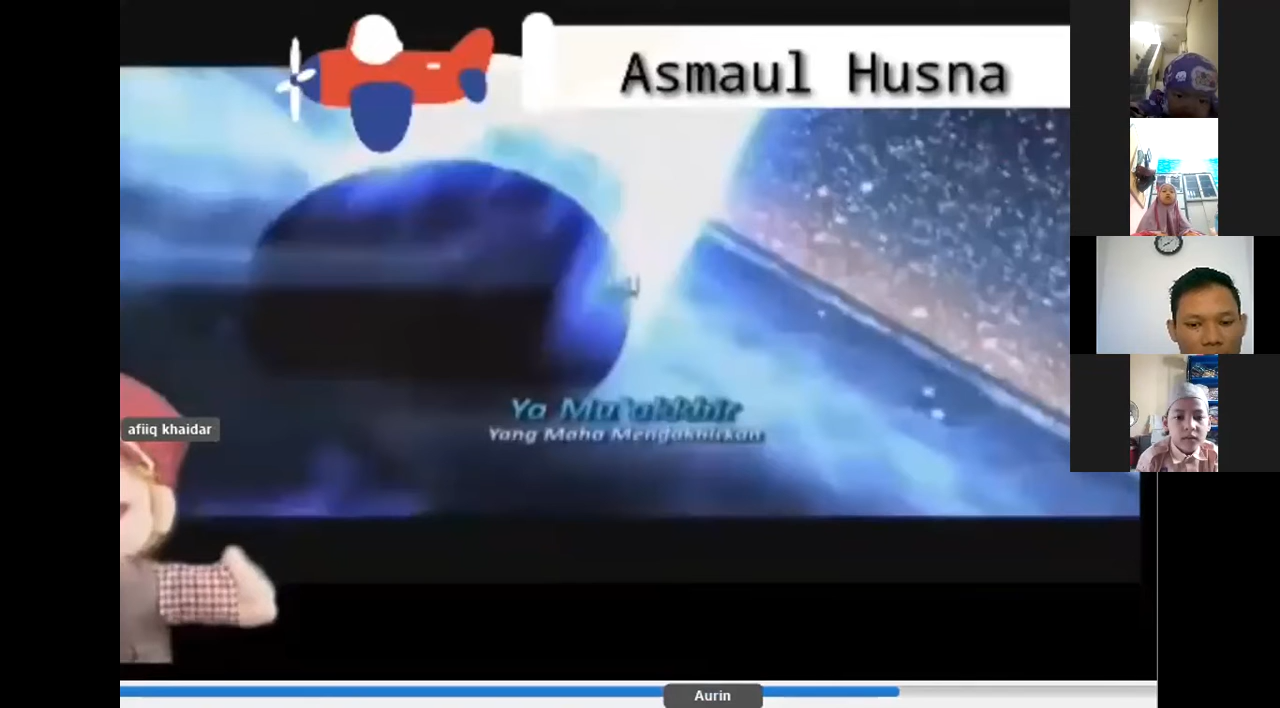 Asmaul Husna
Ya Mu'akhkhir
Yang Maha Mengakhirkan
afiiq khaidar
Aurin